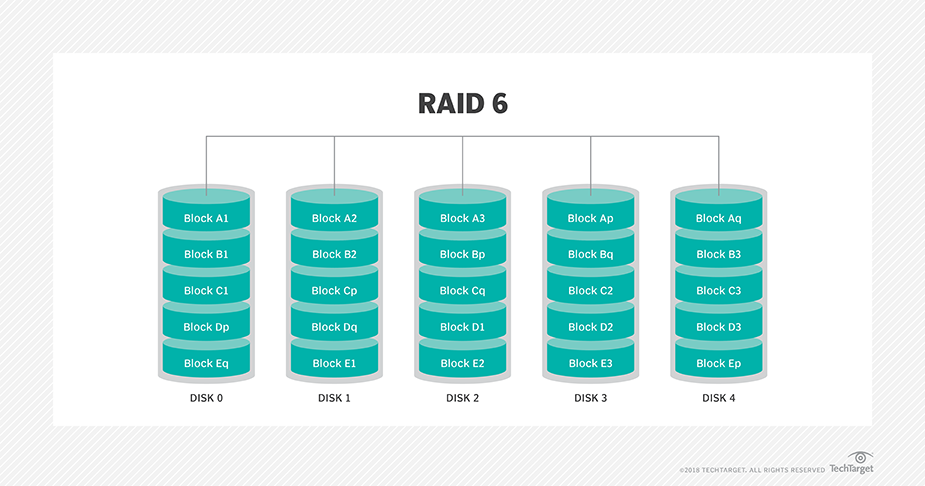 RAID 6
Block A1 Block A2 Block A3 Block Ap Block Aq
Block B1 Block B2 Block Bp Block Bq Block B3
Block C1 Block Cp Block Cq Block C2 Block C3
Block Dp Block Dq Block D1 Block D2 Block D3
Block Eq Block E1 Block E2 Block E3 Block Ep
DISK 0 DISK 1 DISK 2 DISK 3 DISK 4
©2018 TECHTARGET. ALL RIGHTS RESERVED TechTarget